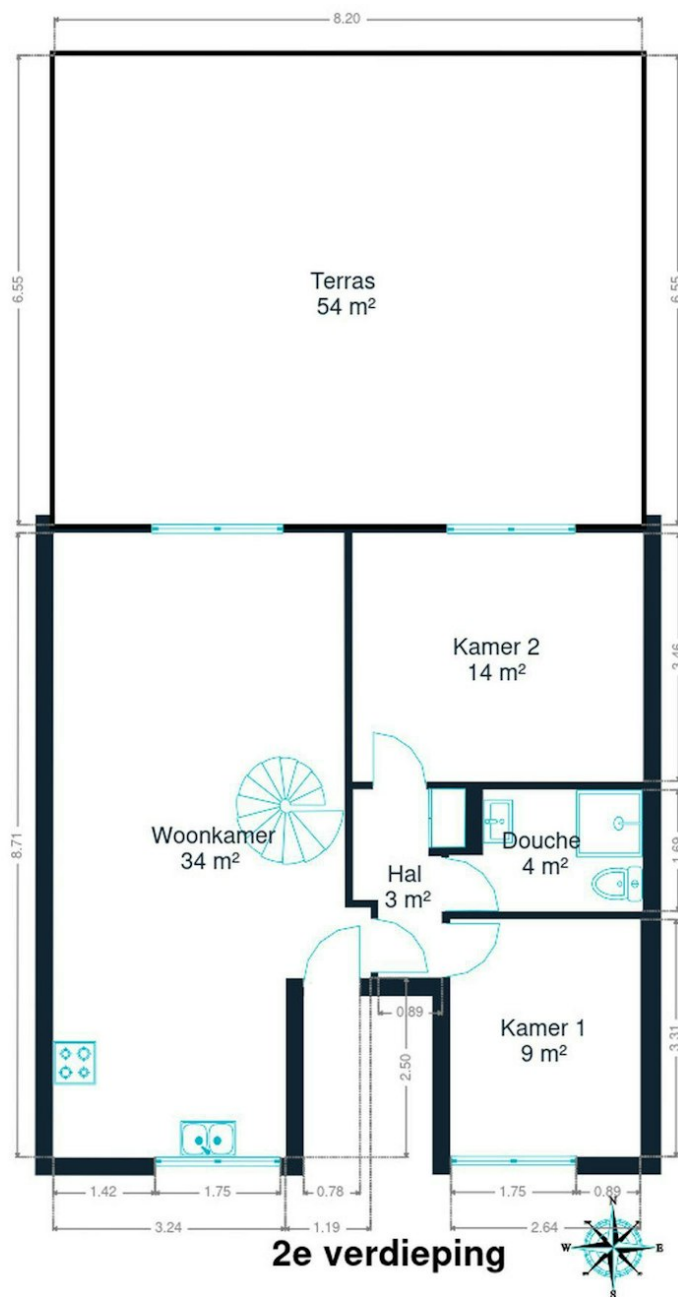 8.20
6.55
6.55
Terras
54 m²
Kamer 2
14 m²
3.46
8.71
Woonkamer
34 m²
Hal
3 m²
Douche
4 m²
1.69
0.89
2.50
Kamer 1
9 m²
3.31
1.42
1.75
0.78
1.75
0.89
3.24
1.19
2.64
2e verdieping
N
W
E
S